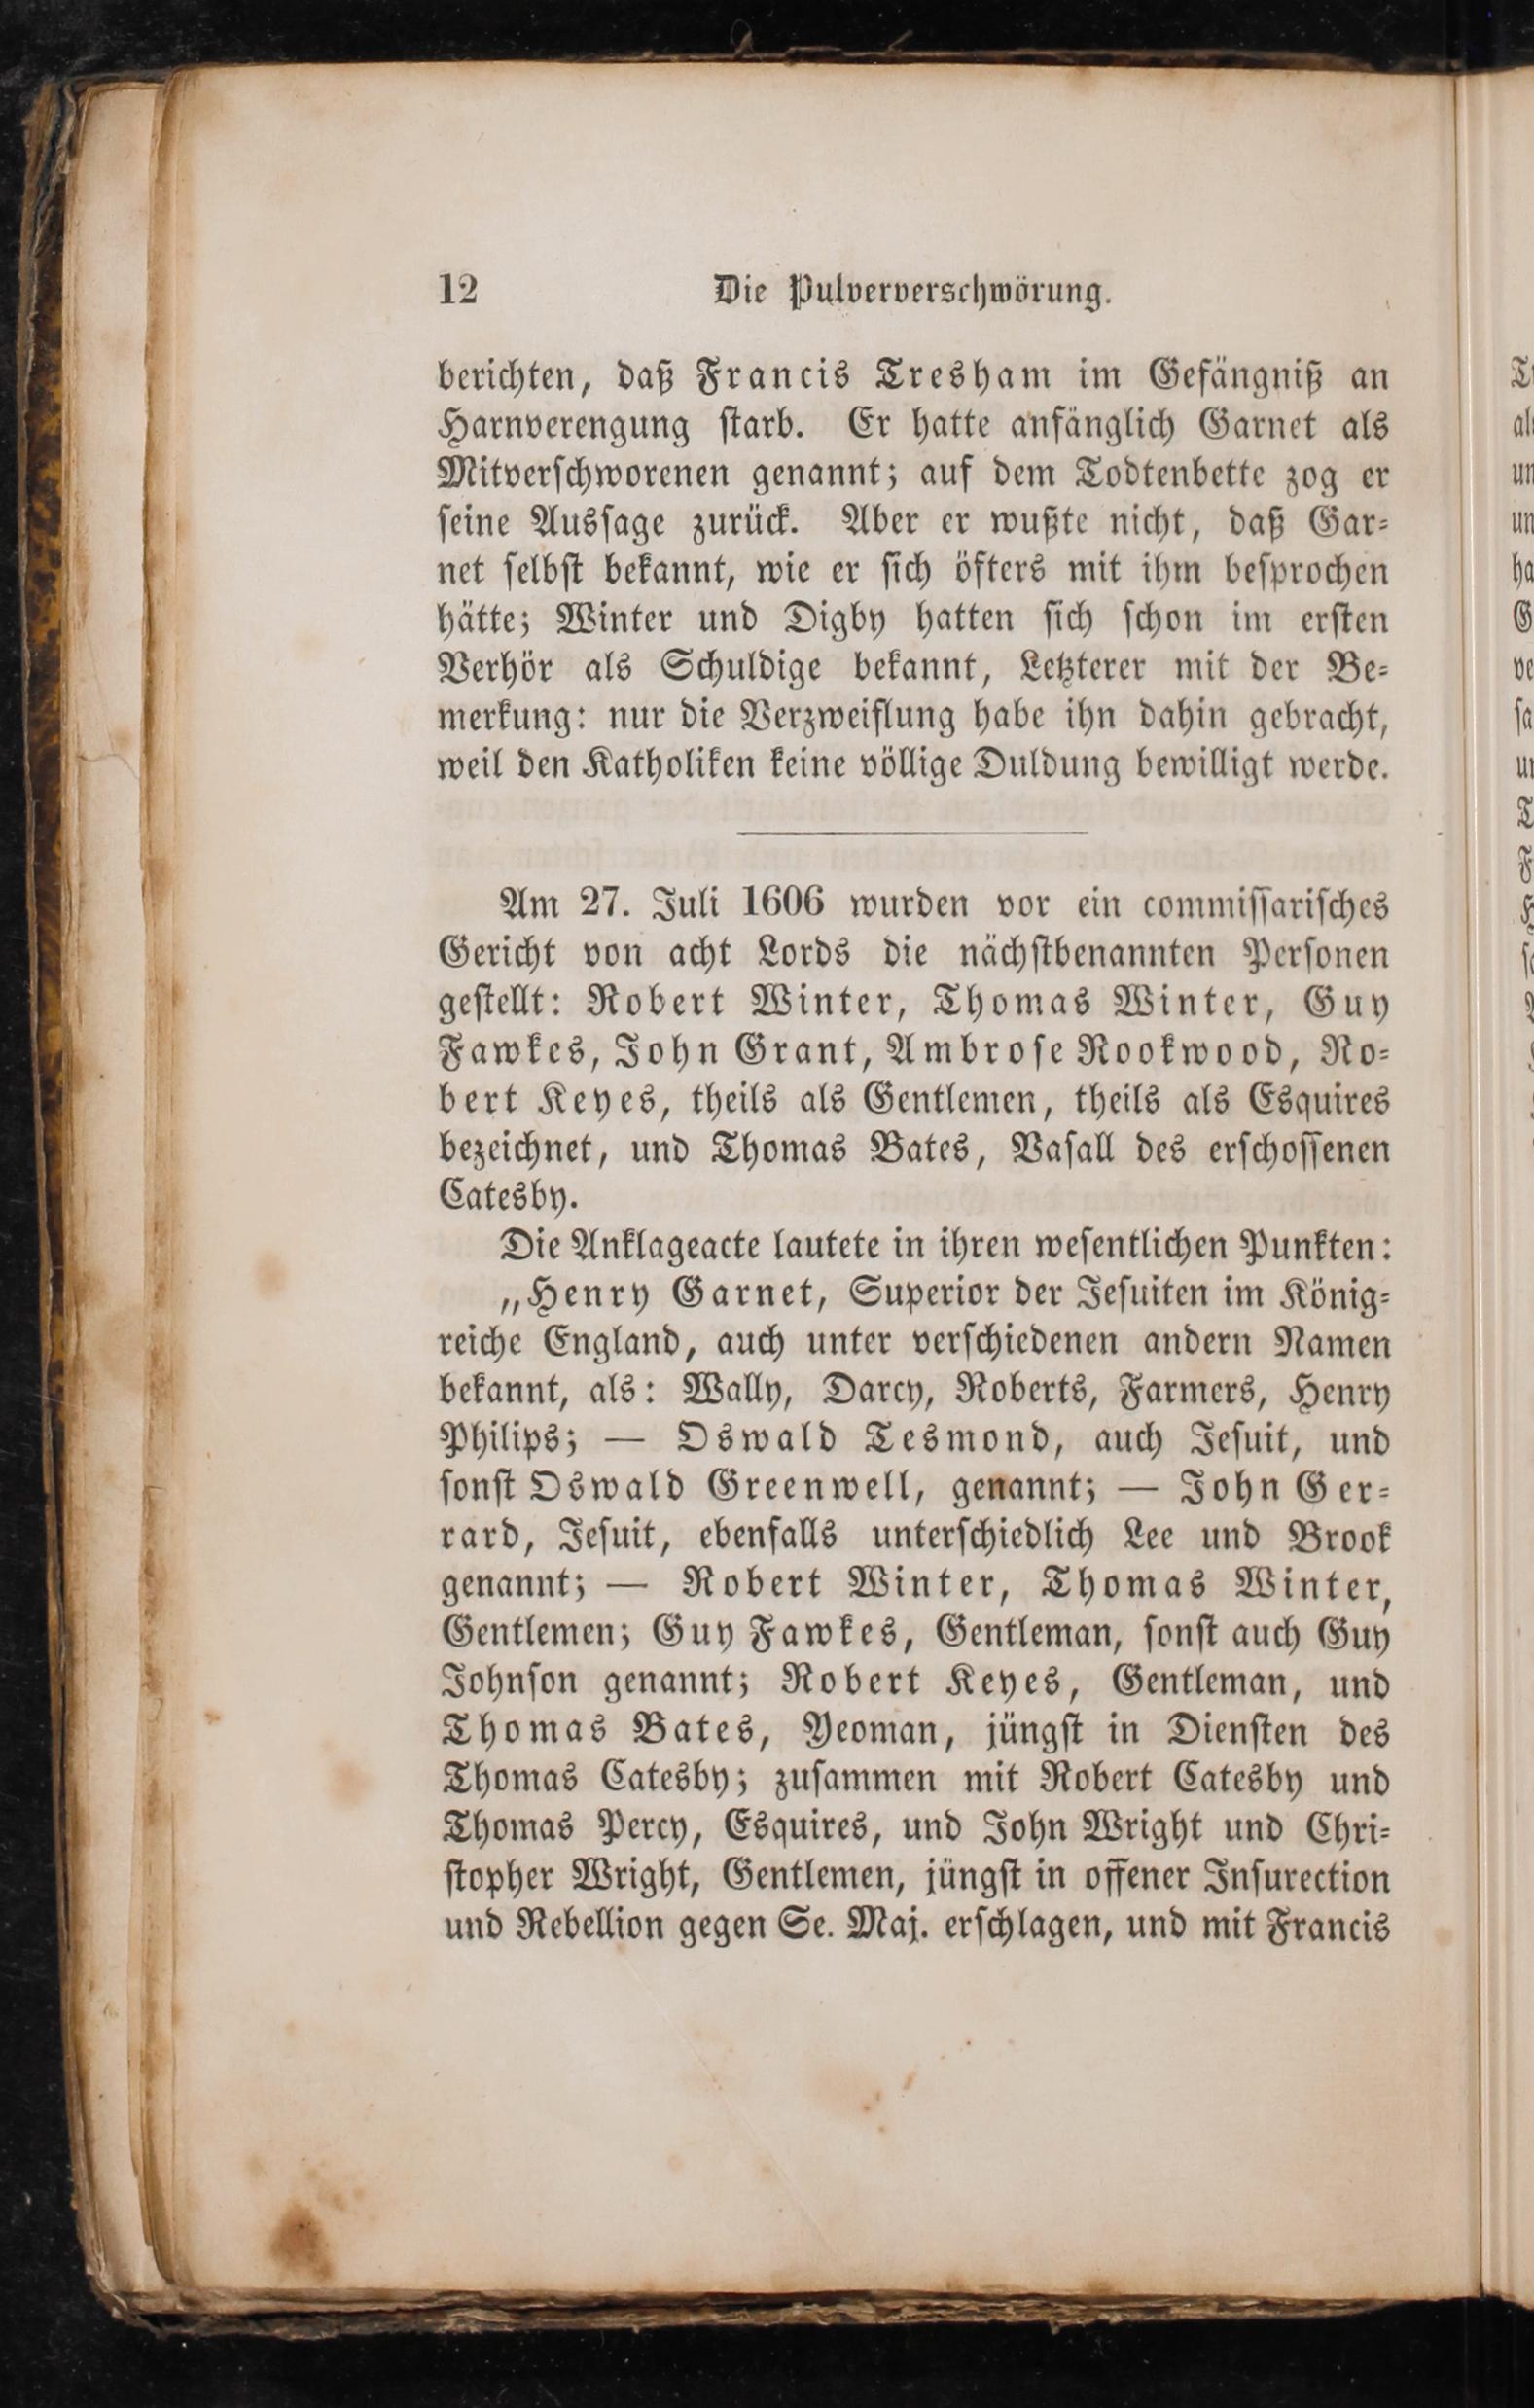 12 Die Pulververschwörung.
berichten, daß Francis Tresham im Gefängniß an
Harnverengung ſtarb. Er hatte anfänglich Garnet als
Mitverſchworenen genannt; auf dem Todtenbette zog er
ſeine Ausſage zurück. Aber er wußte nicht, daß Gar⸗
net ſelbſt bekannt, wie er ſich öfters mit ihm beſprochen
hätte; Winter und Digby hatten ſich ſchon im erſten
Verhör als Schuldige bekannt, Letzterer mit der Be⸗
merkung: nur die Verzweiflung habe ihn dahin gebracht,
weil den Katholiken keine völlige Duldung bewilligt werde.
Am 27. Juli 1606 wurden vor ein commiſſariſches
Gericht von acht Lords die nächſtbenannten Perſonen
geſtellt: Robert Winter, Thomas Winter, Guy
Fawkes, John Grant, Ambroſe Rookwood, Ro⸗
bert Keyes, theils als Gentlemen, theils als Esquires
bezeichnet, und Thomas Bates, Vaſall des erſchoſſenen
Catesby.
Die Anklageacte lautete in ihren weſentlichen Punkten:
„Henry Garnet, Superior der Jeſuiten im König⸗
reiche England, auch unter verſchiedenen andern Namen
bekannt, als: Wally, Darcy, Roberts, Farmers, Henry
Philips; — Oswald Tesmond, auch Jeſuit, und
ſonſt Oswald Greenwell, genannt; — John Ger⸗
rard, Jeſuit, ebenfalls unterſchiedlich Lee und Brook
genannt; — Robert Winter, Thomas Winter,
Gentlemen; Guy Fawkes, Gentleman, ſonſt auch Guy
Johnſon genannt; Robert Keyes, Gentleman, und
Thomas Bates, Yeoman, jüngſt in Dienſten des
Thomas Catesby; zuſammen mit Robert Catesby und
Thomas Percy, Esquires, und John Wright und Chri⸗
ſtopher Wright, Gentlemen, jüngſt in offener Inſurection
und Rebellion gegen Se. Maj. erſchlagen, und mit Francis